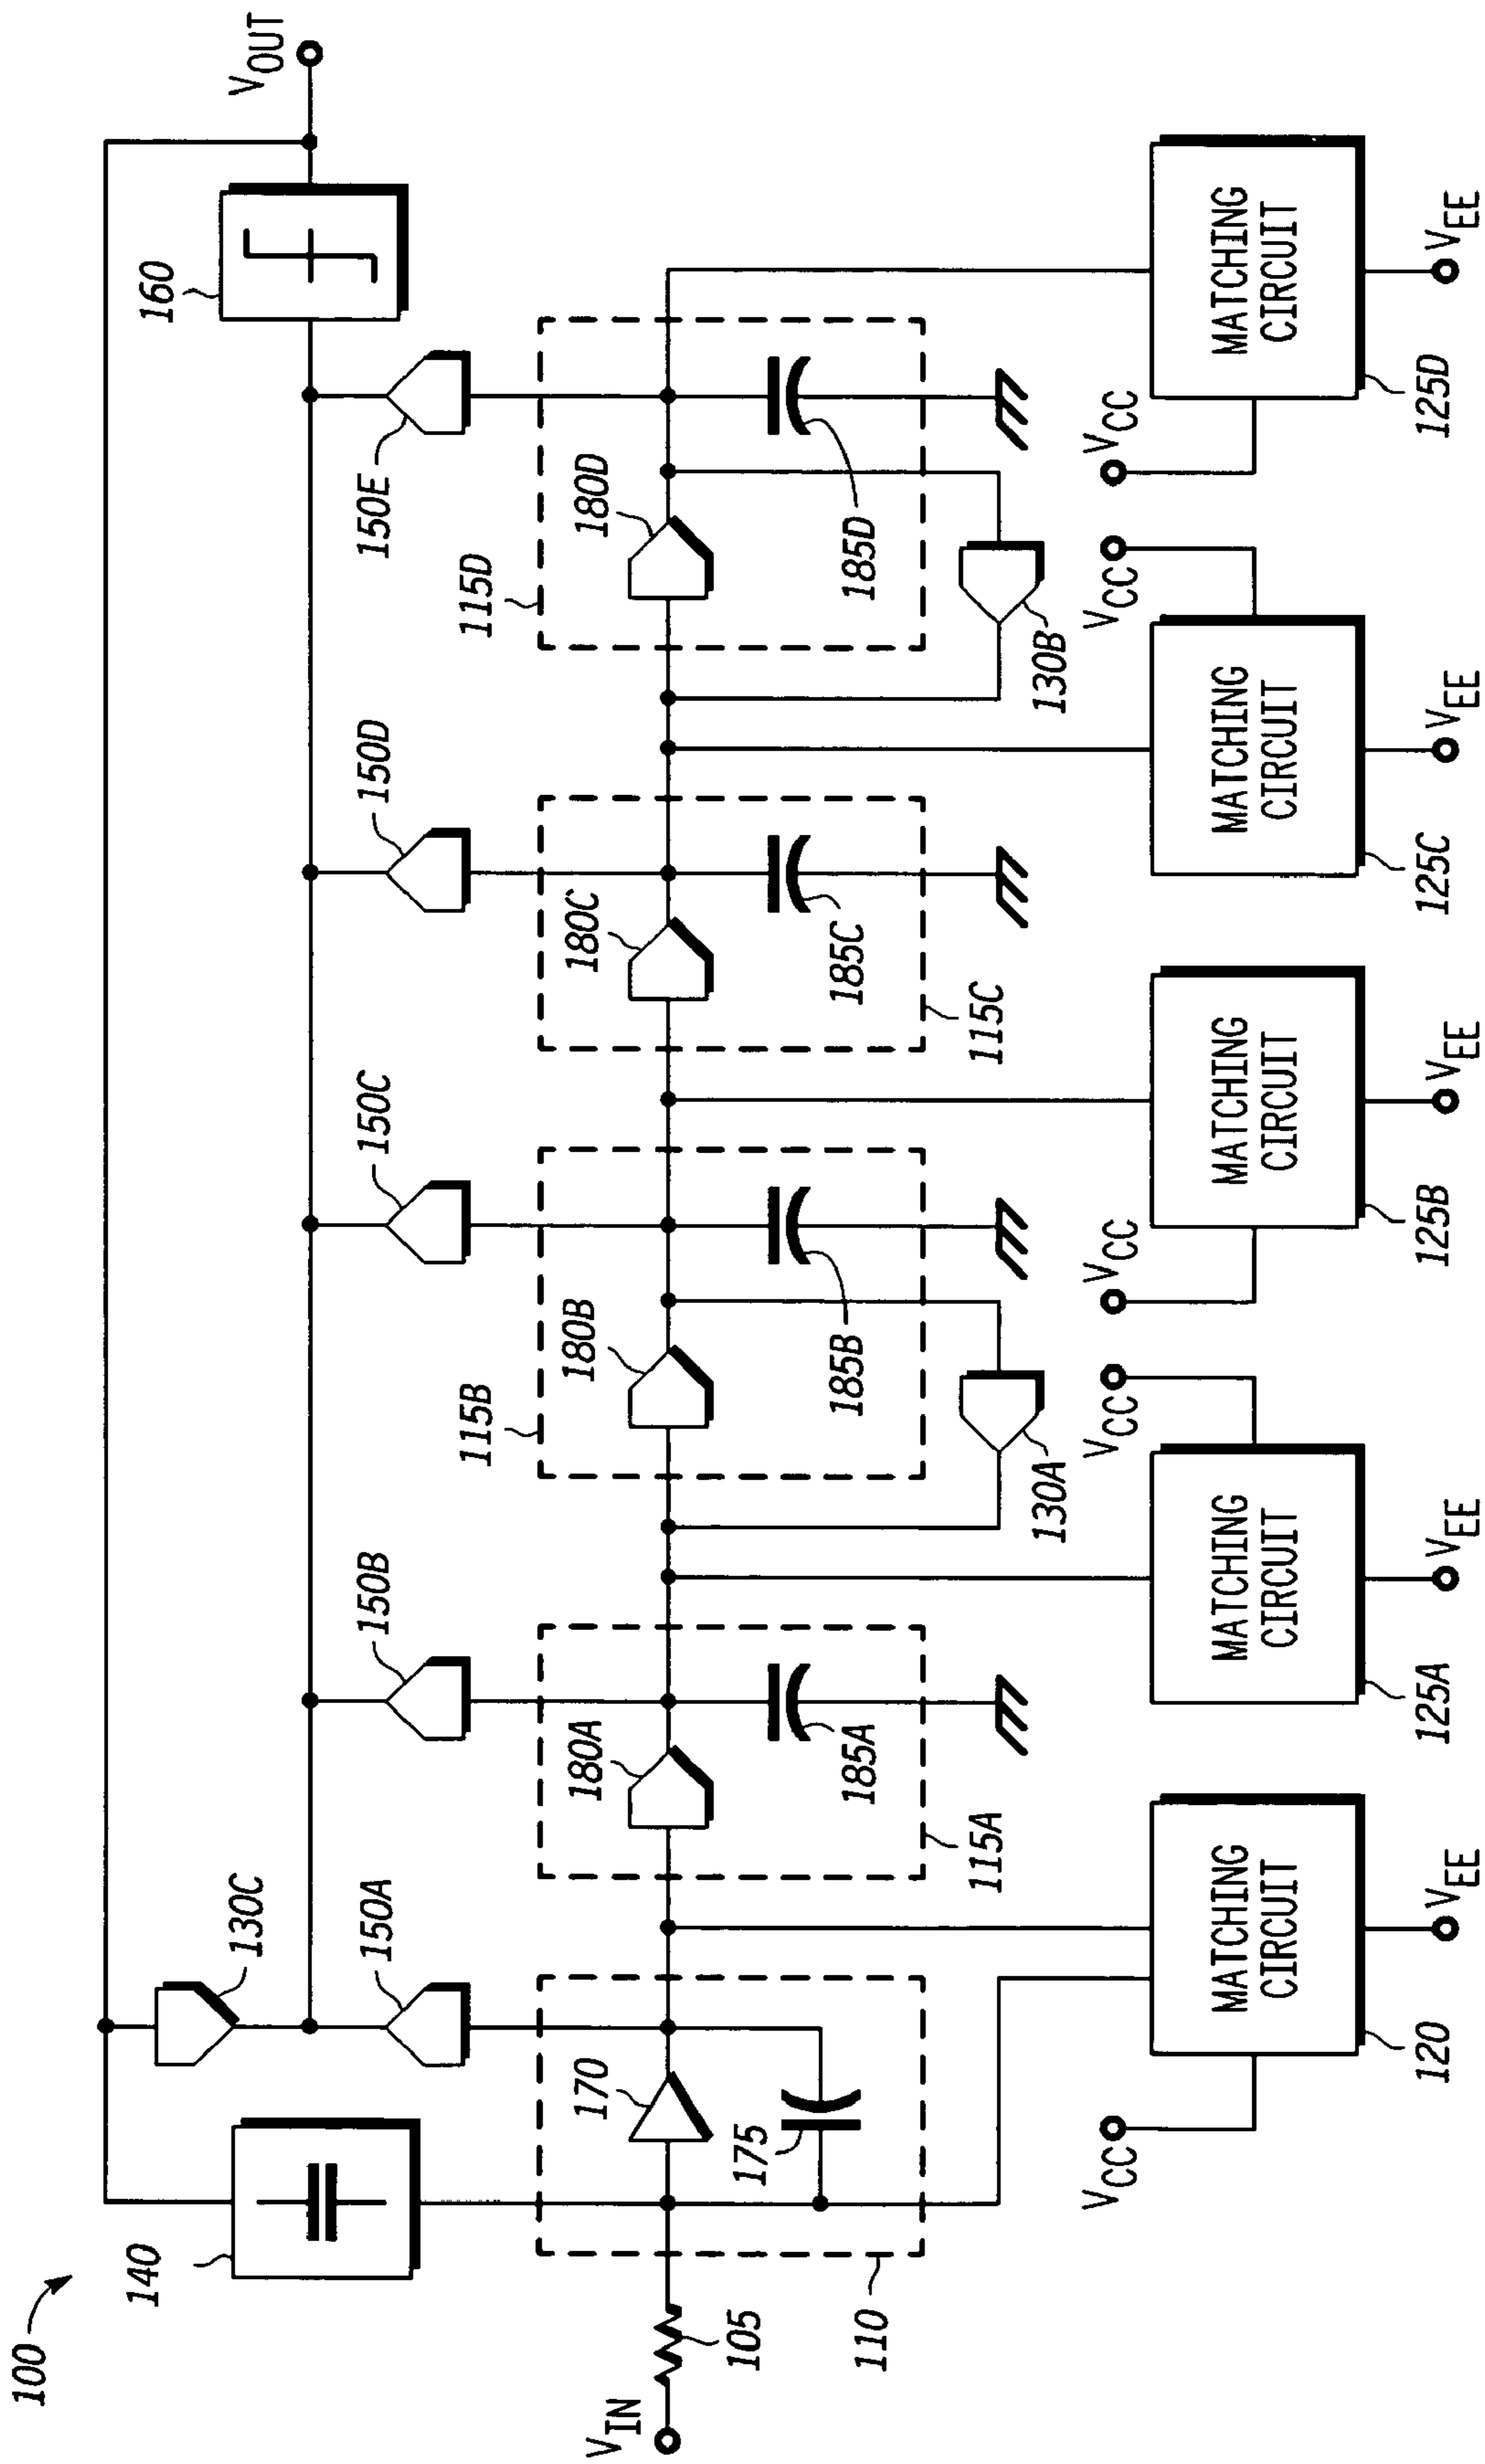 100
140
130C
160
V_OUT
150A
150B
150C
150D
150E
V_IN
105
110
170
175
115A
180A
185A
115B
180B
185B
115C
180C
185C
115D
180D
185D
130A
130B
V_CC
V_CC
V_CC
V_CC
V_CC
MATCHING
CIRCUIT
MATCHING
CIRCUIT
MATCHING
CIRCUIT
MATCHING
CIRCUIT
MATCHING
CIRCUIT
120
125A
125B
125C
125D
V_EE
V_EE
V_EE
V_EE
V_EE